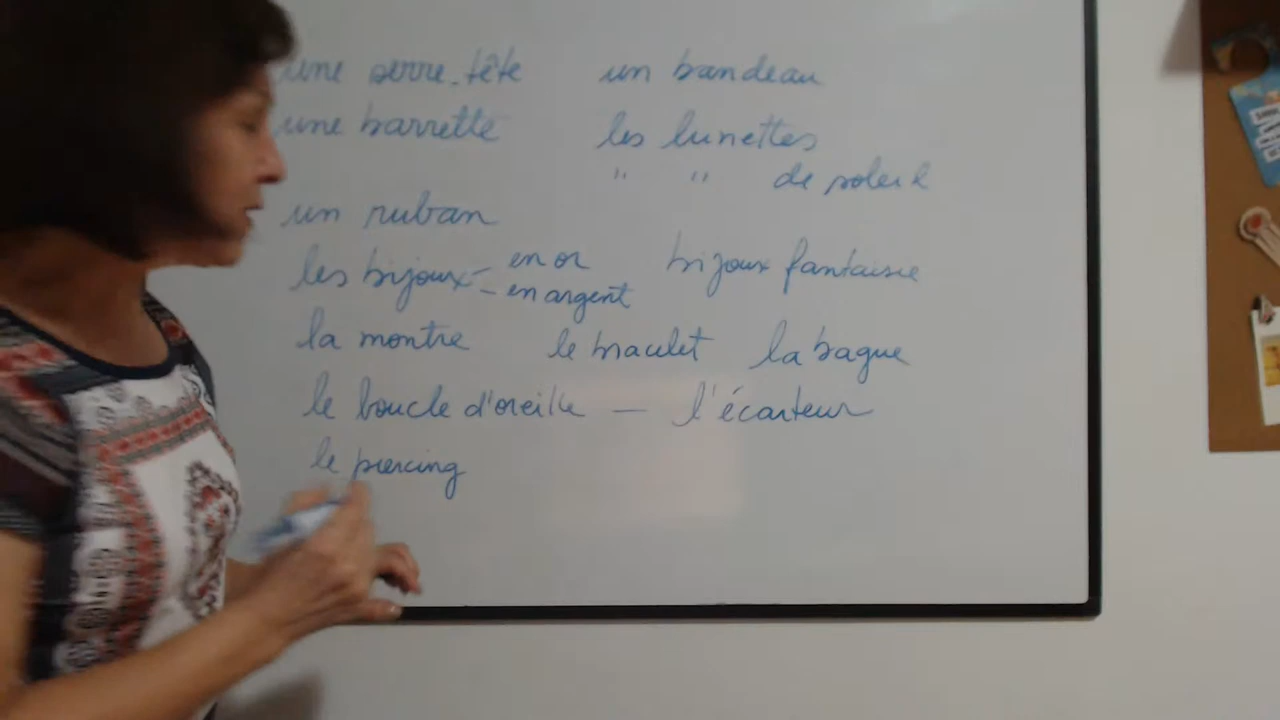 une serre-tête un bandeau
une barrette les lunettes
" " de soleil
un ruban
les bijoux - en or bijoux fantaisie
- en argent
la montre le bracelet la bague
le boucle d'oreille — l'écarteur
le piercing